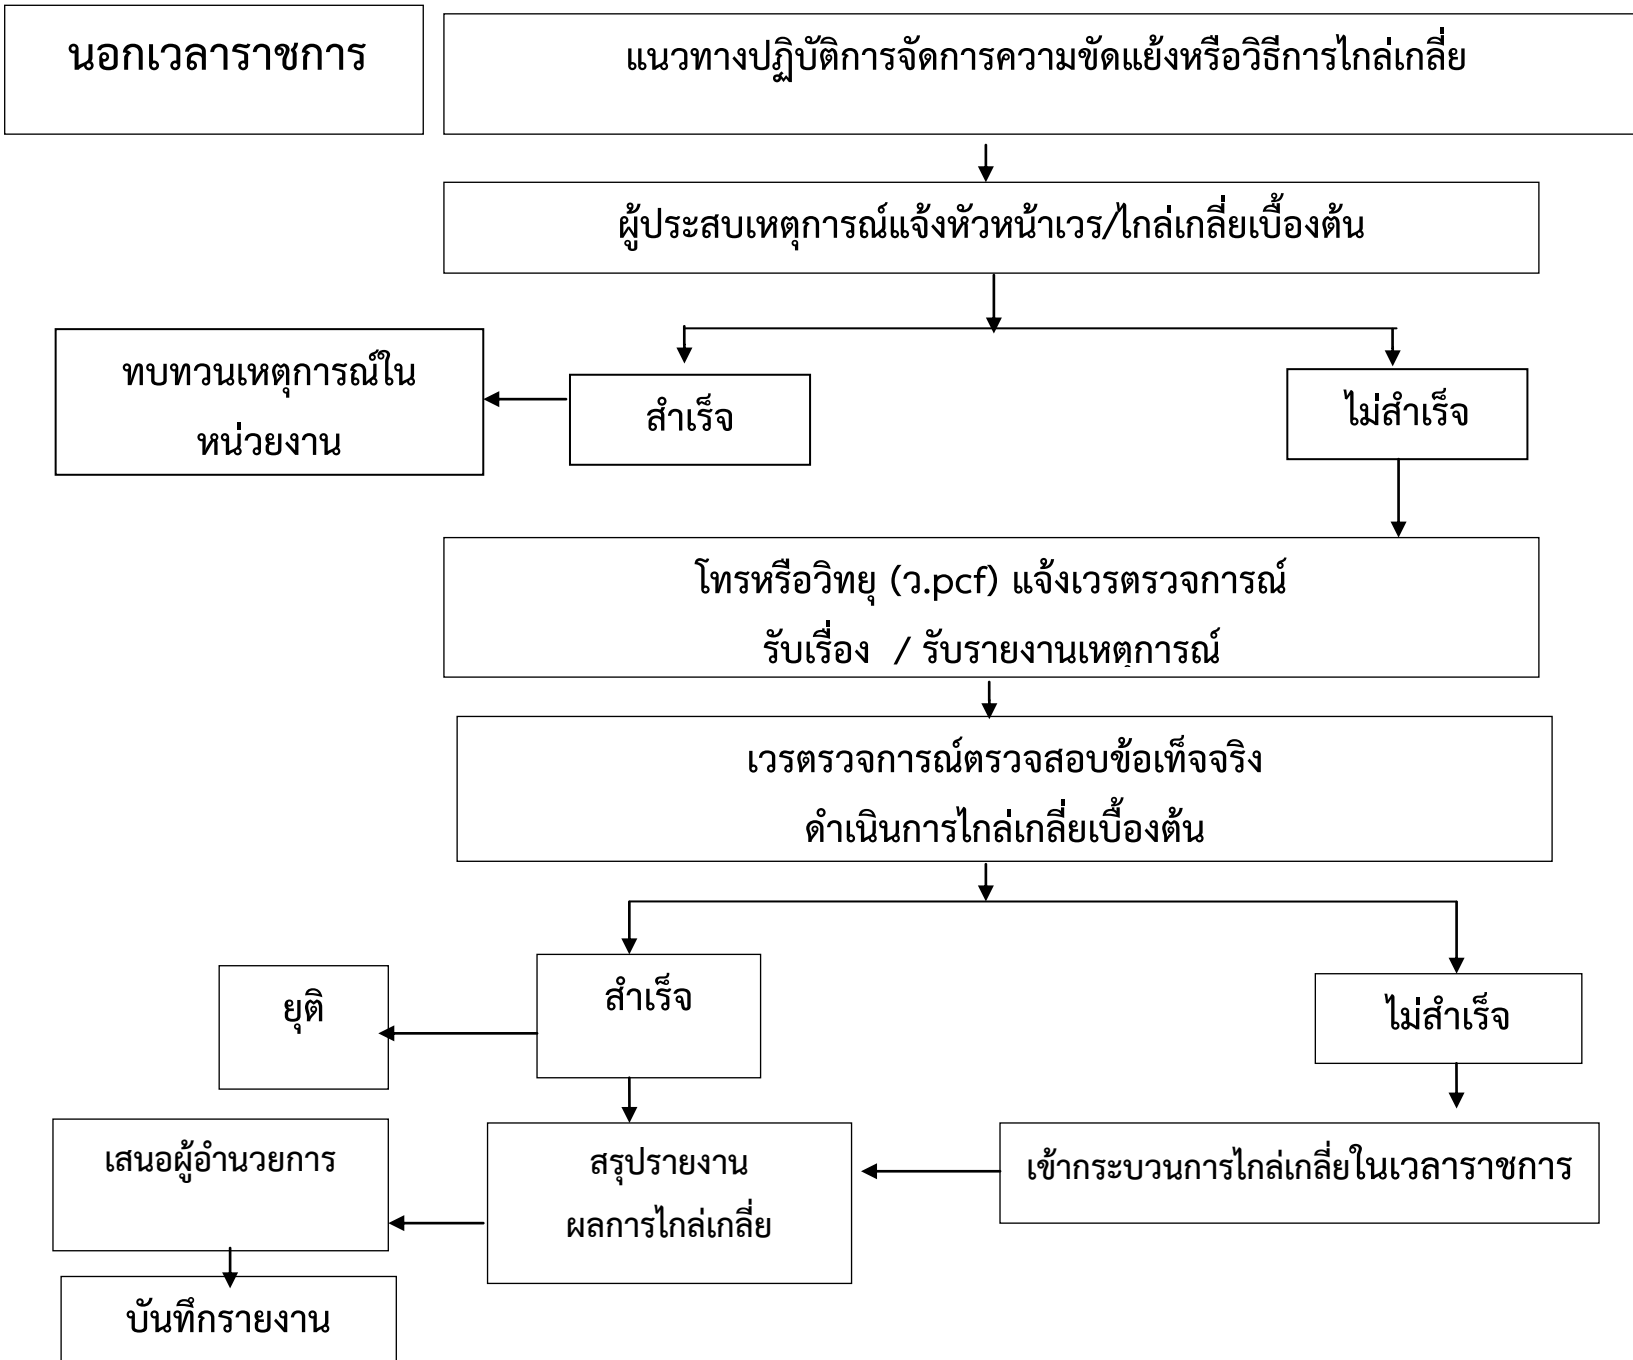 นอกเวลาราชการ
แนวทางปฏิบัติการจัดการความขัดแย้งหรือวิธีการไกล่เกลี่ย
ผู้ประสบเหตุการณ์แจ้งหัวหน้าเวร/ไกล่เกลี่ยเบื้องต้น
ทบทวนเหตุการณ์ใน
หน่วยงาน
สำเร็จ
ไม่สำเร็จ
โทรหรือวิทยุ (ว.pcf) แจ้งเวรตรวจการณ์
รับเรื่อง / รับรายงานเหตุการณ์
เวรตรวจการณ์ตรวจสอบข้อเท็จจริง
ดำเนินการไกล่เกลี่ยเบื้องต้น
ยุติ
สำเร็จ
ไม่สำเร็จ
เสนอผู้อำนวยการ
สรุปรายงาน
ผลการไกล่เกลี่ย
เข้ากระบวนการไกล่เกลี่ยในเวลาราชการ
บันทึกรายงาน